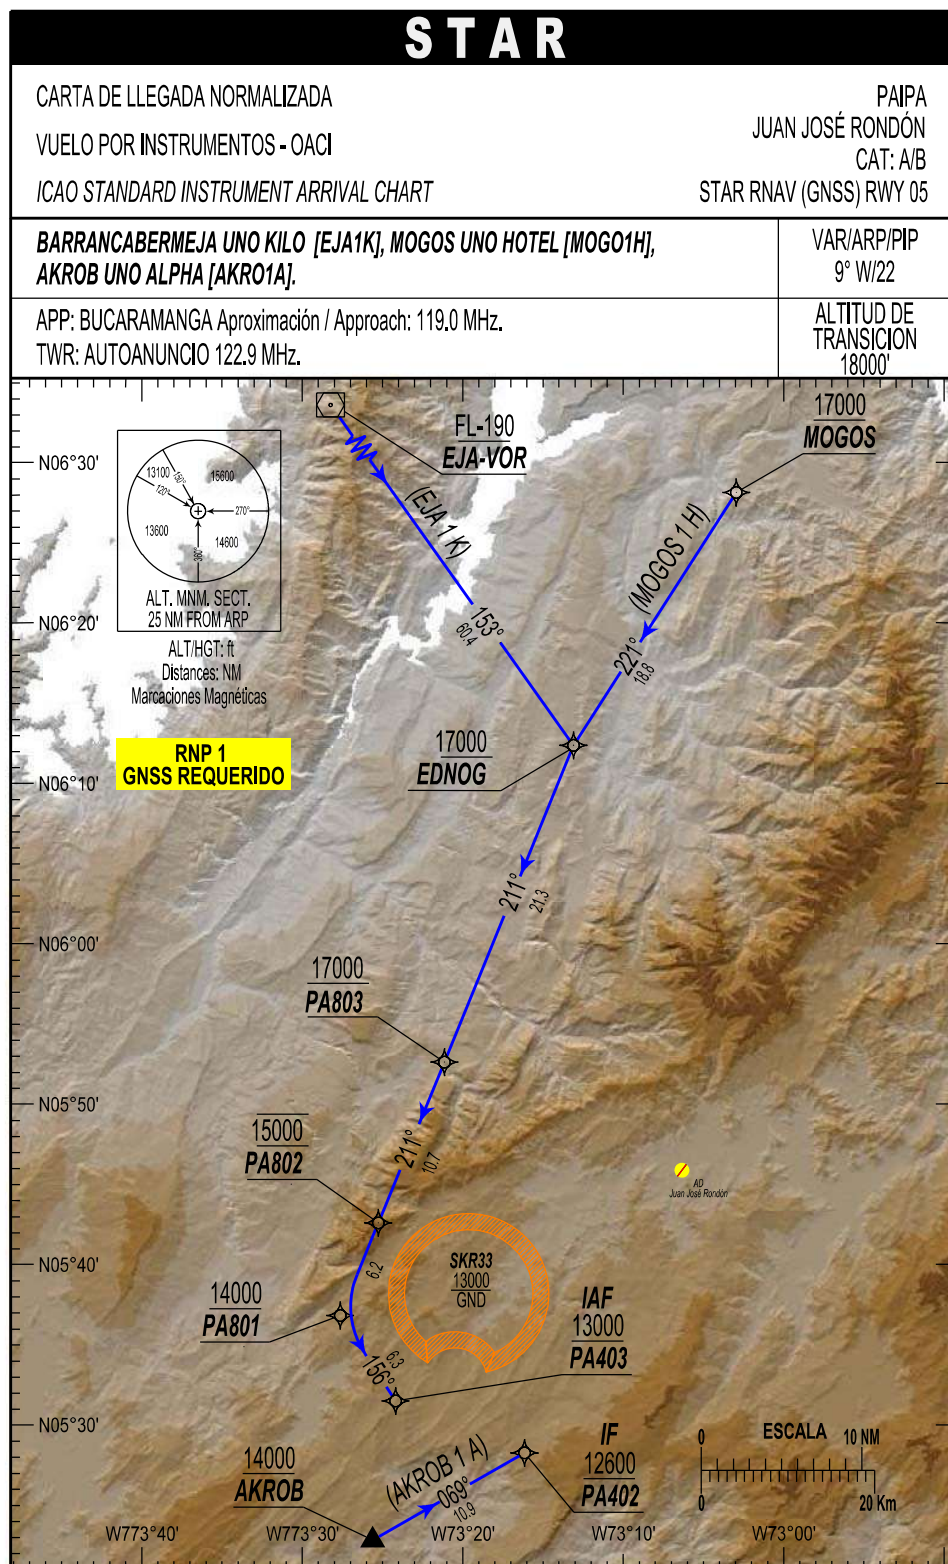 STAR
CARTA DE LLEGADA NORMALIZADA
VUELO POR INSTRUMENTOS - OACI
ICAO STANDARD INSTRUMENT ARRIVAL CHART
PAIPA
JUAN JOSÉ RONDÓN
CAT: A/B
STAR RNAV (GNSS) RWY 05
BARRANCABERMEJA UNO KILO [EJA1K], MOGOS UNO HOTEL [MOGO1H],
AKROB UNO ALPHA [AKRO1A].
VAR/ARP/PIP
9° W/22
APP: BUCARAMANGA Aproximación / Approach: 119.0 MHz.
TWR: AUTOANUNCIO 122.9 MHz.
ALTITUD DE
TRANSICION
18000'
FL-190
EJA-VOR
17000
MOGOS
N06°30'
13100
15600
150°
120°
270°
13600
14600
360°
ALT. MNM. SECT.
25 NM FROM ARP
ALT/HGT: ft
Distances: NM
Marcaciones Magnéticas
(EJA 1 K)
(MOGOS 1 H)
N06°20'
153°
60.4
221°
18.8
RNP 1
GNSS REQUERIDO
17000
EDNOG
N06°10'
211°
21.3
N06°00'
17000
PA803
N05°50'
15000
PA802
211°
10.7
AD
Juan José Rondón
N05°40'
6.2
SKR33
13000
GND
14000
PA801
IAF
13000
PA403
6.3
156°
N05°30'
14000
AKROB
(AKROB 1 A)
069°
10.9
IF
12600
PA402
ESCALA
0
10 NM
0
20 Km
W773°40'
W773°30'
W773°20'
W773°10'
W773°00'